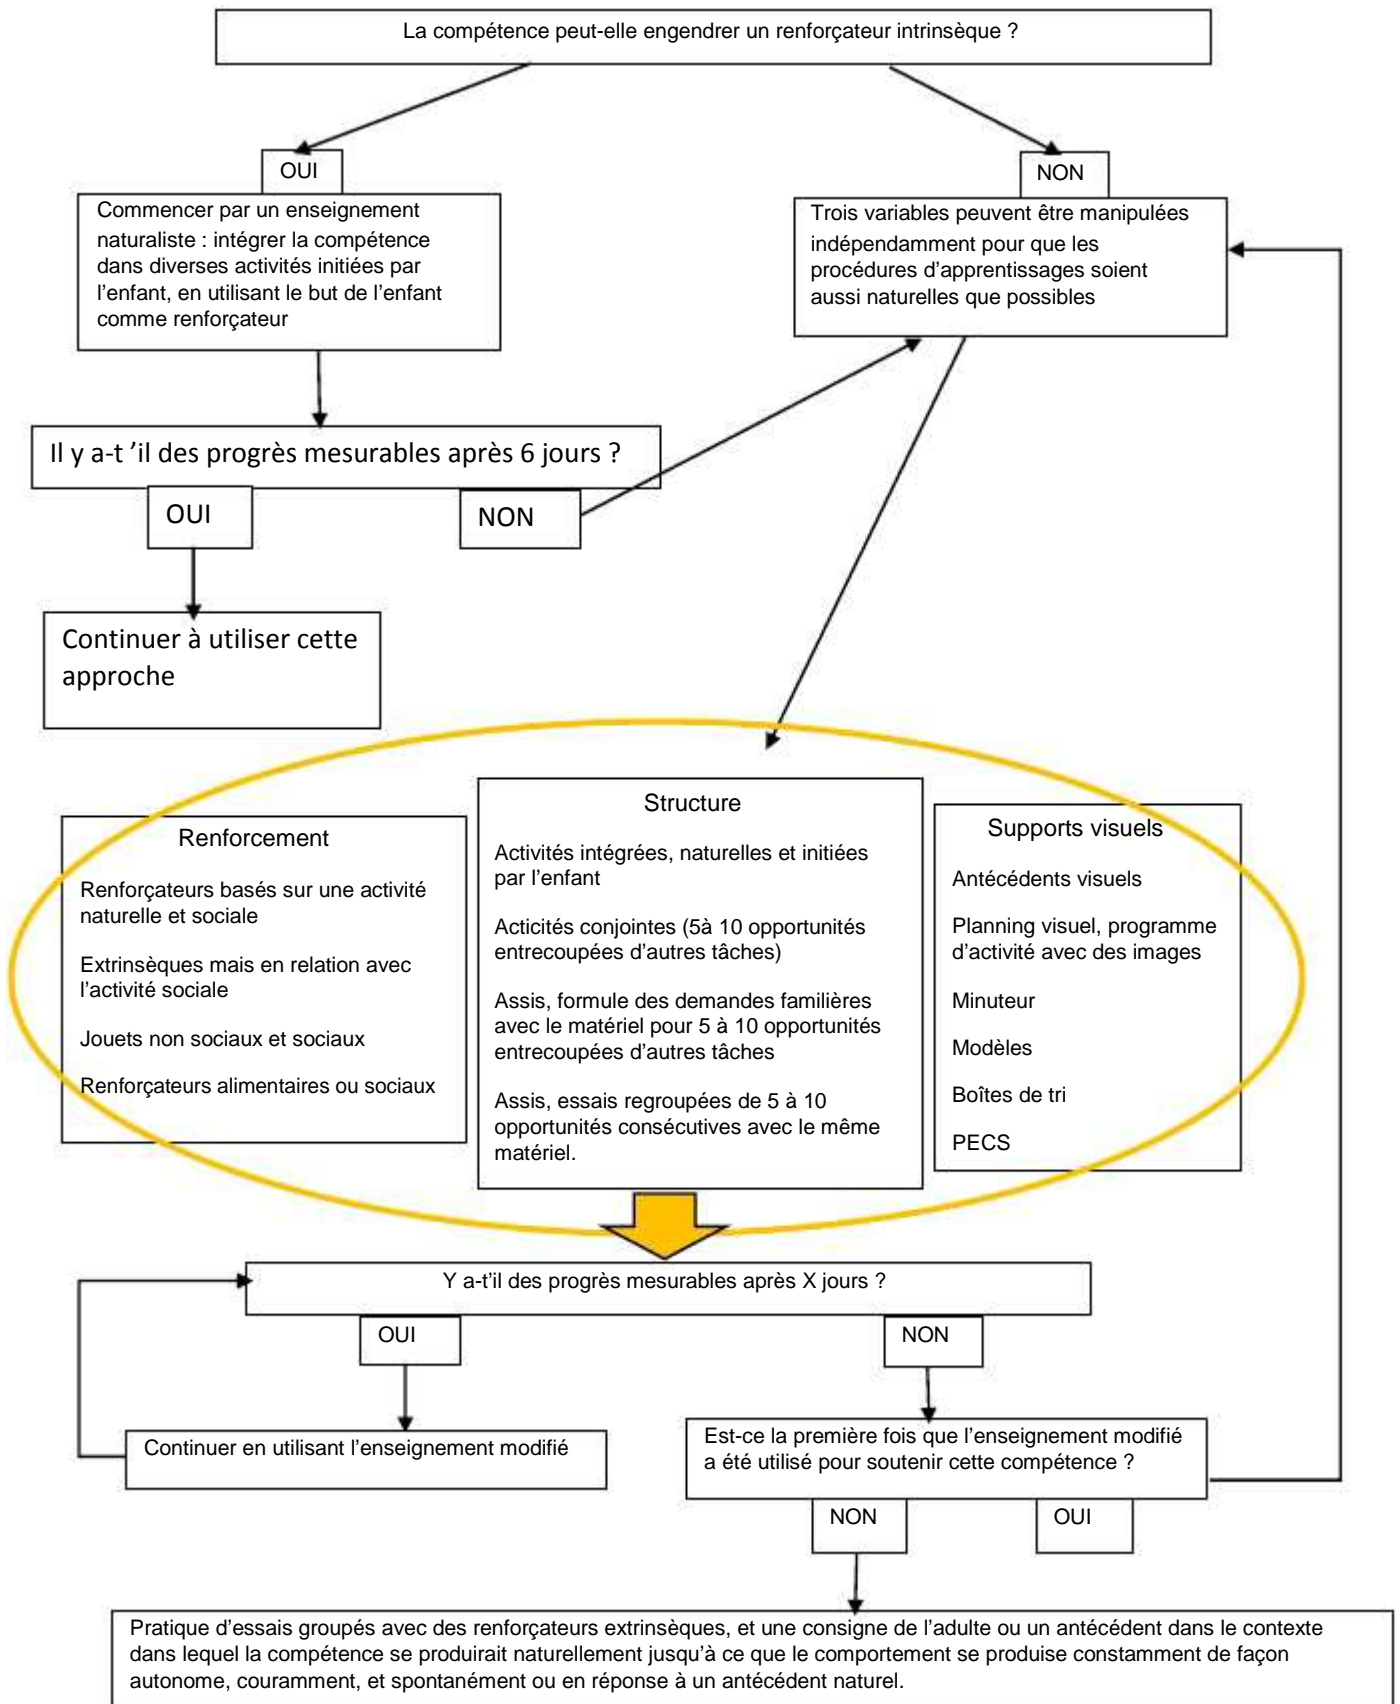 La compétence peut-elle engendrer un renforçateur intrinsèque ?
OUI
NON
Commencer par un enseignement
naturaliste : intégrer la compétence
dans diverses activités initiées par
l’enfant, en utilisant le but de l’enfant
comme renforçateur
Trois variables peuvent être manipulées
indépendamment pour que les
procédures d’apprentissages soient
aussi naturelles que possibles
Il y a-t ’il des progrès mesurables après 6 jours ?
OUI
NON
Continuer à utiliser cette
approche
Renforcement
Renforçateurs basés sur une activité
naturelle et sociale
Extrinsèques mais en relation avec
l’activité sociale
Jouets non sociaux et sociaux
Renforçateurs alimentaires ou sociaux
Structure
Activités intégrées, naturelles et initiées
par l’enfant
Acticités conjointes (5à 10 opportunités
entrecoupées d’autres tâches)
Assis, formule des demandes familières
avec le matériel pour 5 à 10 opportunités
entrecoupées d’autres tâches
Assis, essais regroupées de 5 à 10
opportunités consécutives avec le même
matériel.
Supports visuels
Antécédents visuels
Planning visuel, programme
d’activité avec des images
Minuteur
Modèles
Boîtes de tri
PECS
Y a-t’il des progrès mesurables après X jours ?
OUI
NON
Continuer en utilisant l’enseignement modifié
Est-ce la première fois que l’enseignement modifié
a été utilisé pour soutenir cette compétence ?
NON
OUI
Pratique d’essais groupés avec des renforçateurs extrinsèques, et une consigne de l’adulte ou un antécédent dans le contexte
dans lequel la compétence se produirait naturellement jusqu’à ce que le comportement se produise constamment de façon
autonome, couramment, et spontanément ou en réponse à un antécédent naturel.